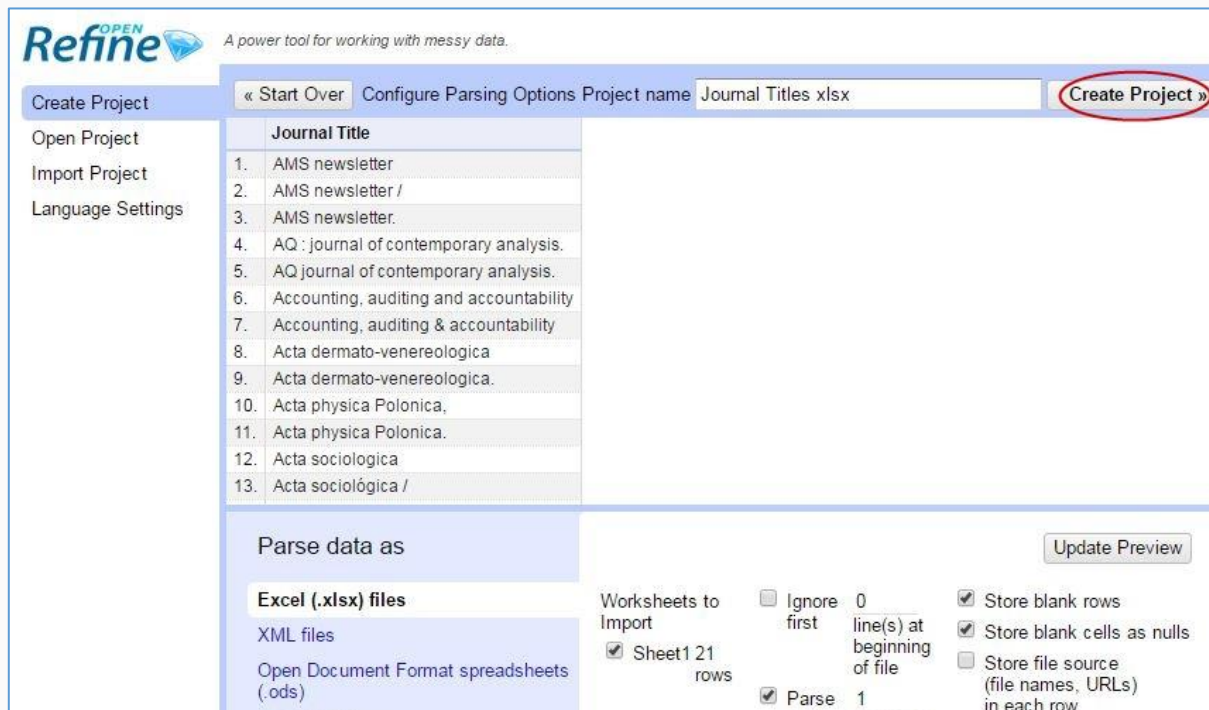 OPEN
Refine
A power tool for working with messy data.
Create Project
Open Project
Import Project
Language Settings
« Start Over Configure Parsing Options Project name Journal Titles xlsx Create Project »
Journal Title
1. AMS newsletter
2. AMS newsletter /
3. AMS newsletter.
4. AQ : journal of contemporary analysis.
5. AQ journal of contemporary analysis.
6. Accounting, auditing and accountability
7. Accounting, auditing & accountability
8. Acta dermato-venereologica
9. Acta dermato-venereologica.
10. Acta physica Polonica,
11. Acta physica Polonica.
12. Acta sociologica
13. Acta sociológica /
Parse data as
Update Preview
Excel (.xlsx) files
XML files
Open Document Format spreadsheets
(.ods)
Worksheets to
Import
Sheet1 21
rows
Ignore
first
0
line(s) at
beginning
of file
Parse 1
Store blank rows
Store blank cells as nulls
Store file source
(file names, URLs)
in each row